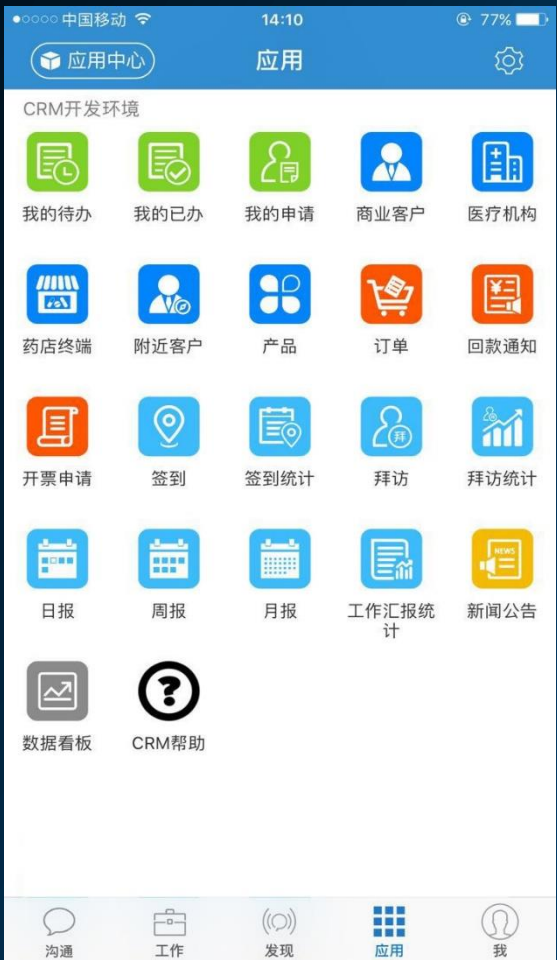 中国移动 14:10 77%
应用中心 应用
CRM开发环境
我的待办 我的已办 我的申请 商业客户 医疗机构
药店终端 附近客户 产品 订单 回款通知
拜
NEWS
开票申请 签到 签到统计 拜访 拜访统计
日报 周报 月报 工作汇报统 新闻公告
计
数据看板 CRM帮助
沟通 工作 发现 应用 我